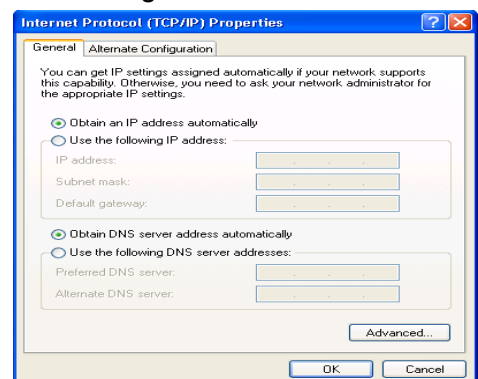 Internet Protocol (TCP/IP) Properties
General Alternate Configuration
You can get IP settings assigned automatically if your network supports
this capability. Otherwise, you need to ask your network administrator for
the appropriate IP settings.
Obtain an IP address automatically
Use the following IP address:
IP address:
Subnet mask:
Default gateway:
Obtain DNS server address automatically
Use the following DNS server addresses:
Preferred DNS server:
Alternate DNS server:
Advanced...
OK Cancel